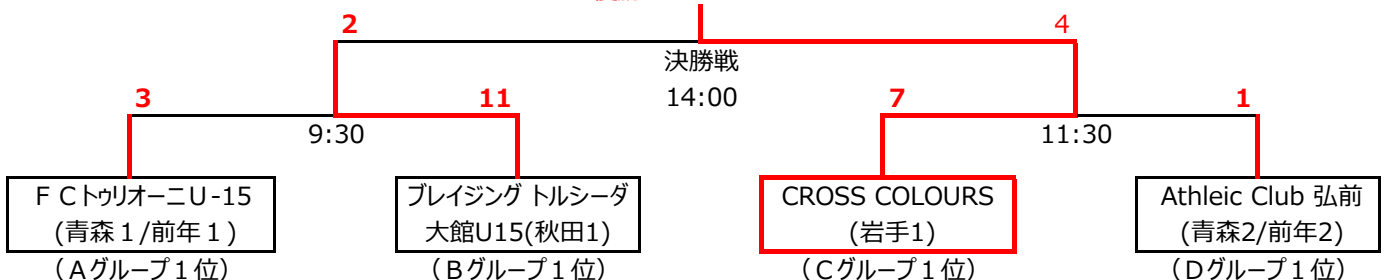 2 4
決勝戦
14:00
3 11 7 1
9:30 11:30
ＦＣトゥリオーニＵ-15 ブレイジング トルシーダ CROSS COLOURS Athleic Club 弘前
(青森１/前年１) 大館U15(秋田1) (岩手1) (青森2/前年2)
（Ａグループ１位） （Ｂグループ１位） （Ｃグループ１位） （Ｄグループ１位）